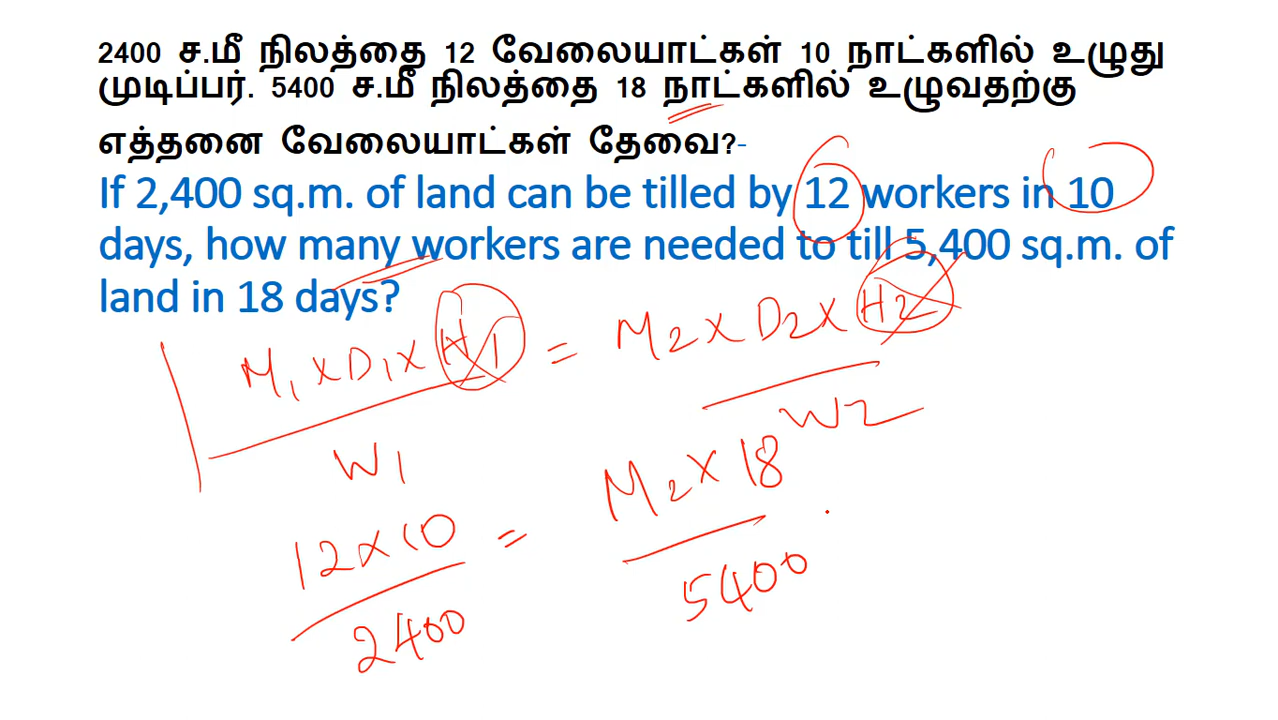 2400 ச.மீ நிலத்தை 12 வேலையாட்கள் 10 நாட்களில் உழுது
முடிப்பர். 5400 ச.மீ நிலத்தை 18 நாட்களில் உழுவதற்கு
எத்தனை வேலையாட்கள் தேவை?-
If 2,400 sq.m. of land can be tilled by 12 workers in 10
days, how many workers are needed to till 5,400 sq.m. of
land in 18 days?
M1 x D1 x H1 = M2 x D2 x H2
W1 W2
12 x 10 = M2 x 18
2400 5400